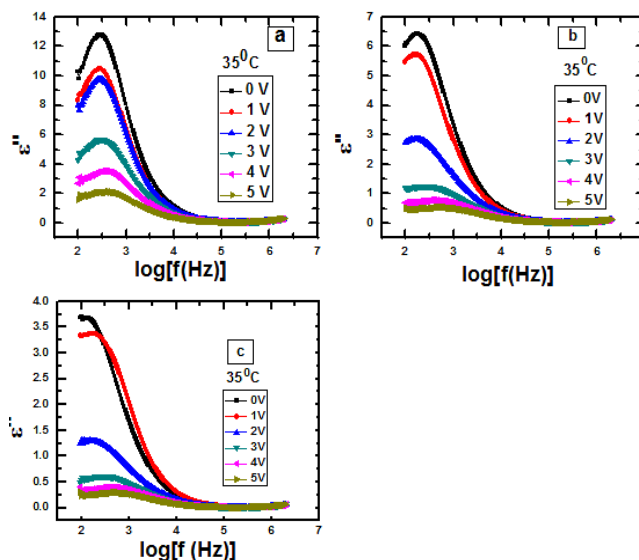 14
12
10
8
6
4
2
0
ε''
a
35⁰C
0 V
1 V
2 V
3 V
4 V
5 V
1 2 3 4 5 6 7
log[f(Hz)]
7
6
5
4
3
2
1
0
ε''
b
35⁰C
0V
1V
2V
3V
4V
5V
2 3 4 5 6
log[f(Hz)]
4.0
3.5
3.0
2.5
2.0
1.5
1.0
0.5
0.0
ε''
c
35⁰C
0V
1V
2V
3V
4V
5V
2 3 4 5 6 7
log[f (Hz)]